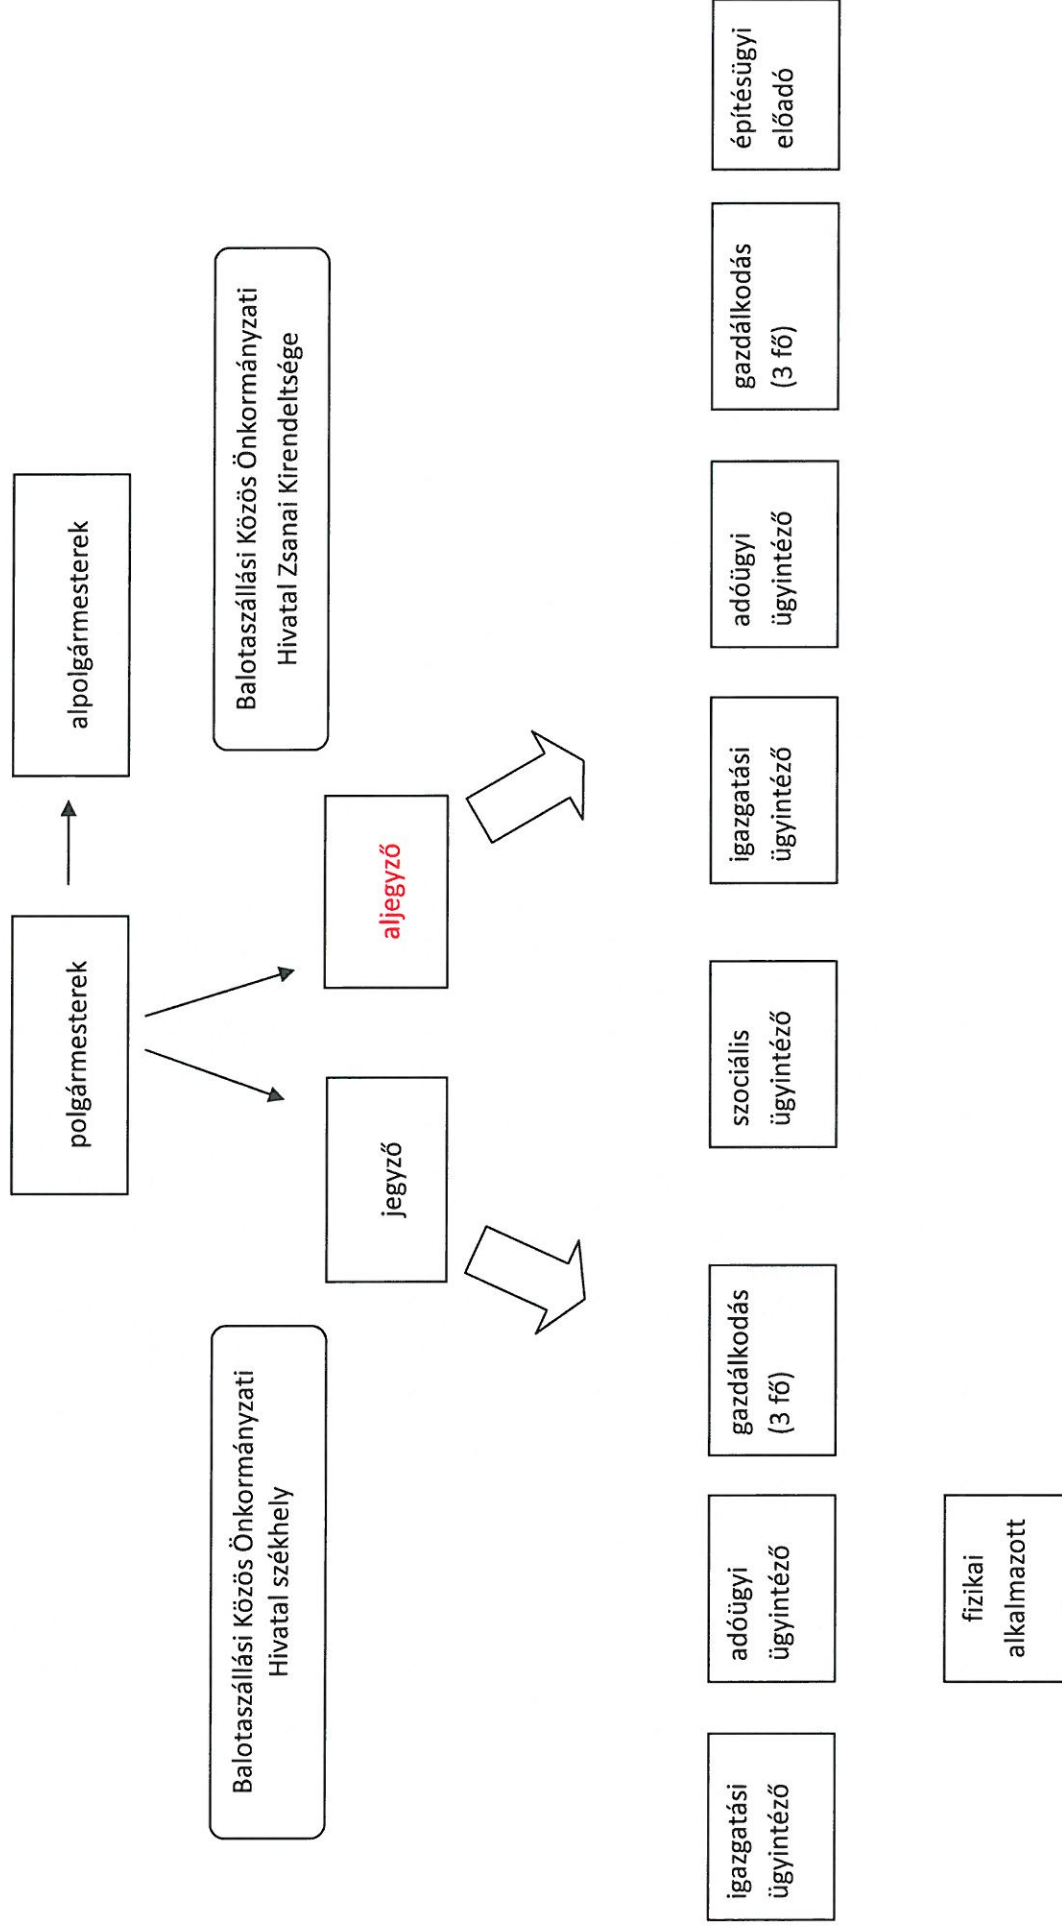 polgármesterek
alpolgármesterek
Balotaszállási Közös Önkormányzati
Hivatal székhely
Balotaszállási Közös Önkormányzati
Hivatal Zsanai Kirendeltsége
jegyző
aljegyző
igazgatási
ügyintéző
adóügyi
ügyintéző
gazdálkodás
(3 fő)
szociális
ügyintéző
igazgatási
ügyintéző
adóügyi
ügyintéző
gazdálkodás
(3 fő)
építésügyi
előadó
fizikai
alkalmazott